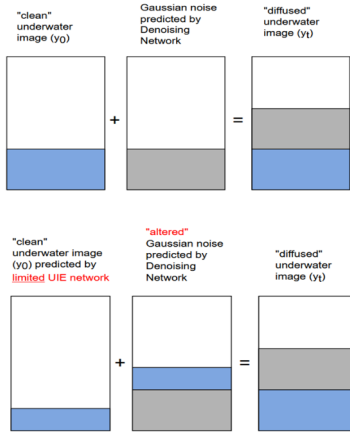 "clean"
underwater
image (y0)
Gaussian noise
predicted by
Denoising
Network
"diffused"
underwater
image (yt)
+
=
"clean"
underwater image
(y0) predicted by
limited UIE network
"altered"
Gaussian noise
predicted by
Denoising
Network
"diffused"
underwater
image (yt)
+
=